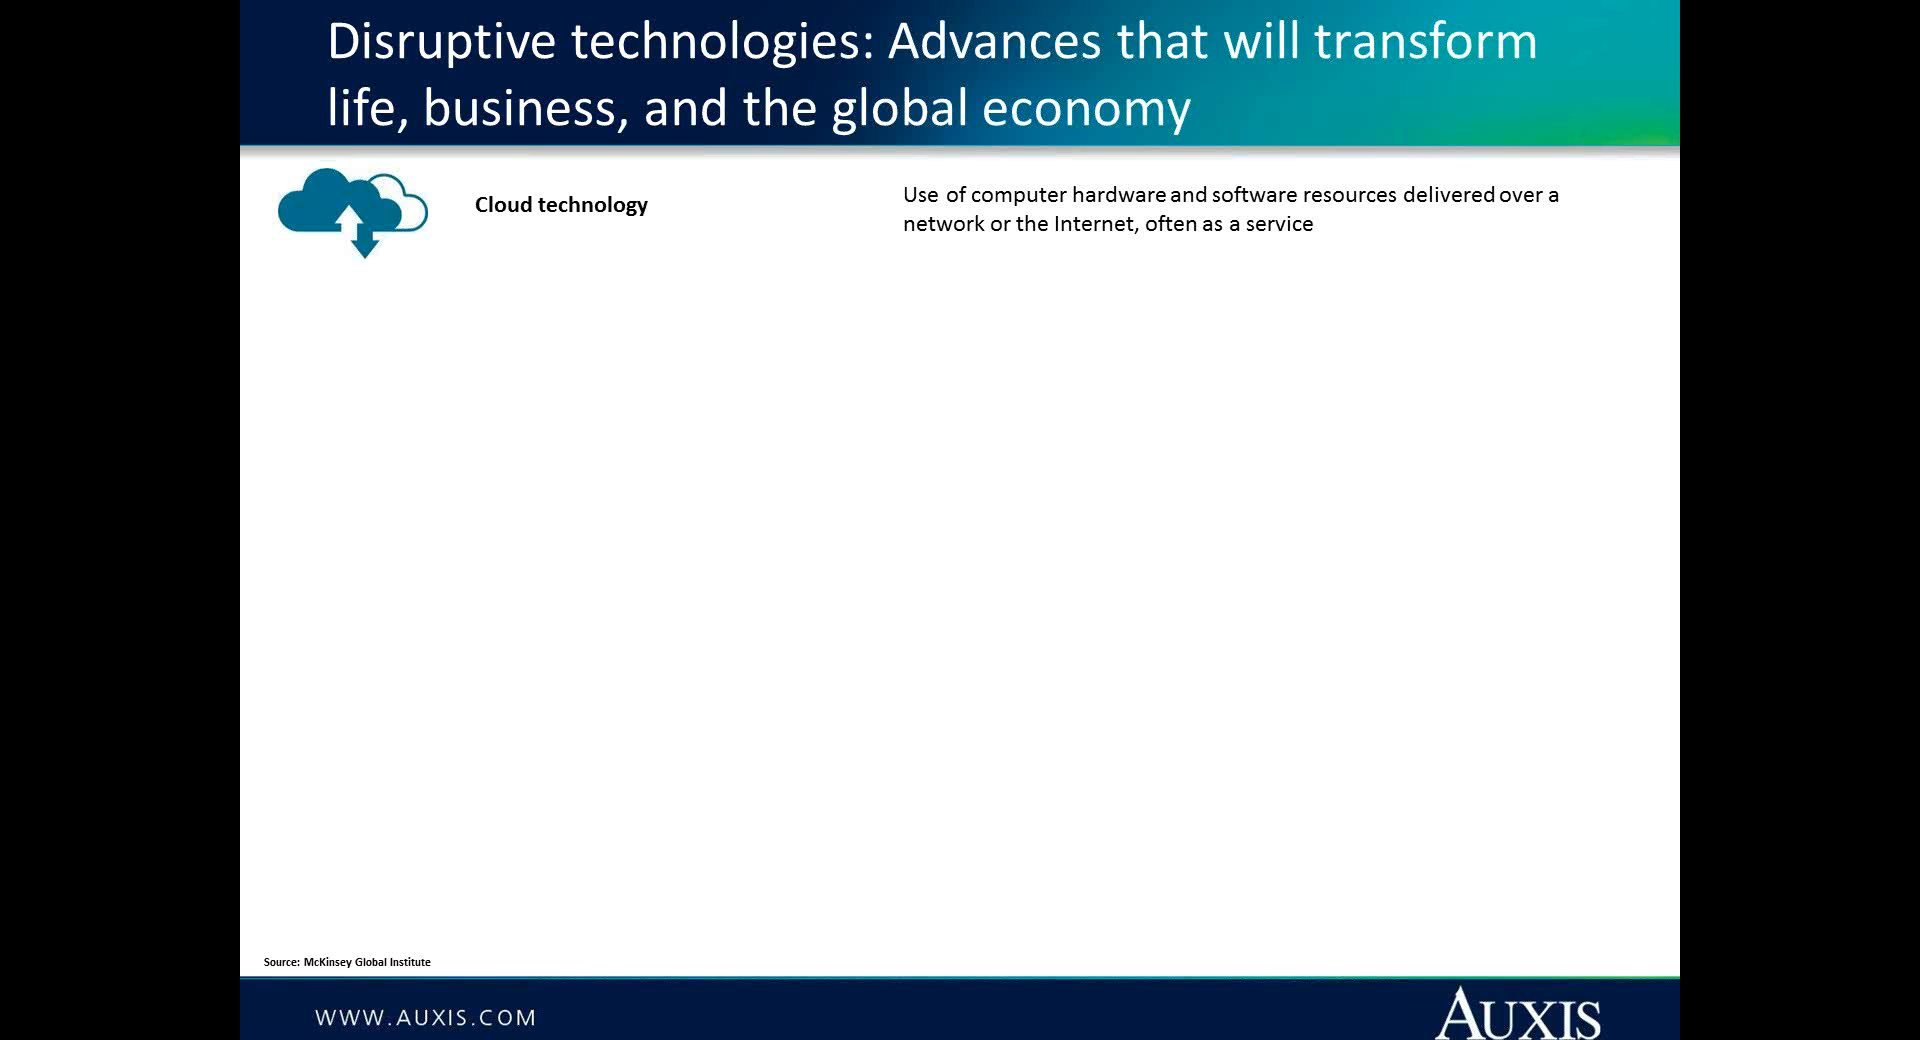 Disruptive technologies: Advances that will transform
life, business, and the global economy
Cloud technology
Use of computer hardware and software resources delivered over a
network or the Internet, often as a service
Source: McKinsey Global Institute
WWW.AUXIS.COM
AUXIS